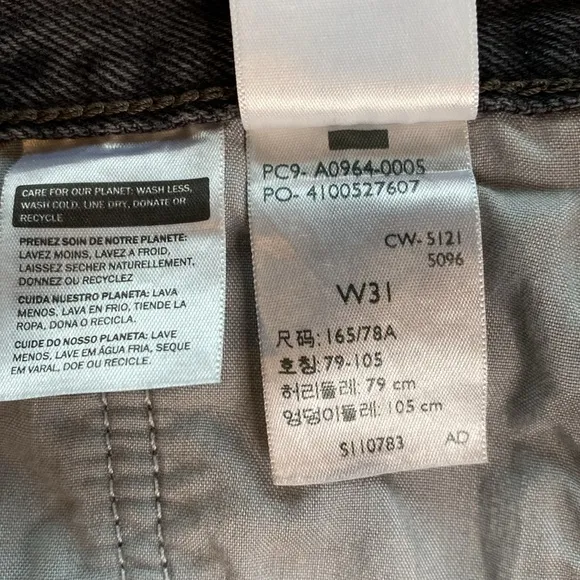 CARE FOR OUR PLANET: WASH LESS,
WASH COLD, LINE DRY, DONATE OR
RECYCLE
PRENEZ SOIN DE NOTRE PLANETE:
LAVEZ MOINS, LAVEZ A FROID,
LAISSEZ SECHER NATURELLEMENT,
DONNEZ OU RECYCLEZ
CUIDA NUESTRO PLANETA: LAVA
MENOS, LAVA EN FRIO, TIENDE LA
ROPA, DONA O RECICLA.
CUIDE DO NOSSO PLANETA: LAVE
MENOS, LAVE EM ÁGUA FRIA, SEQUE
EM VARAL, DOE OU RECICLE.
PC9- A0964-0005
PO- 4100527607
CW- 5121
5096
W31
尺码: 165/78A
호칭: 79-105
허리둘레: 79 cm
엉덩이둘레: 105 cm
S110783 AD